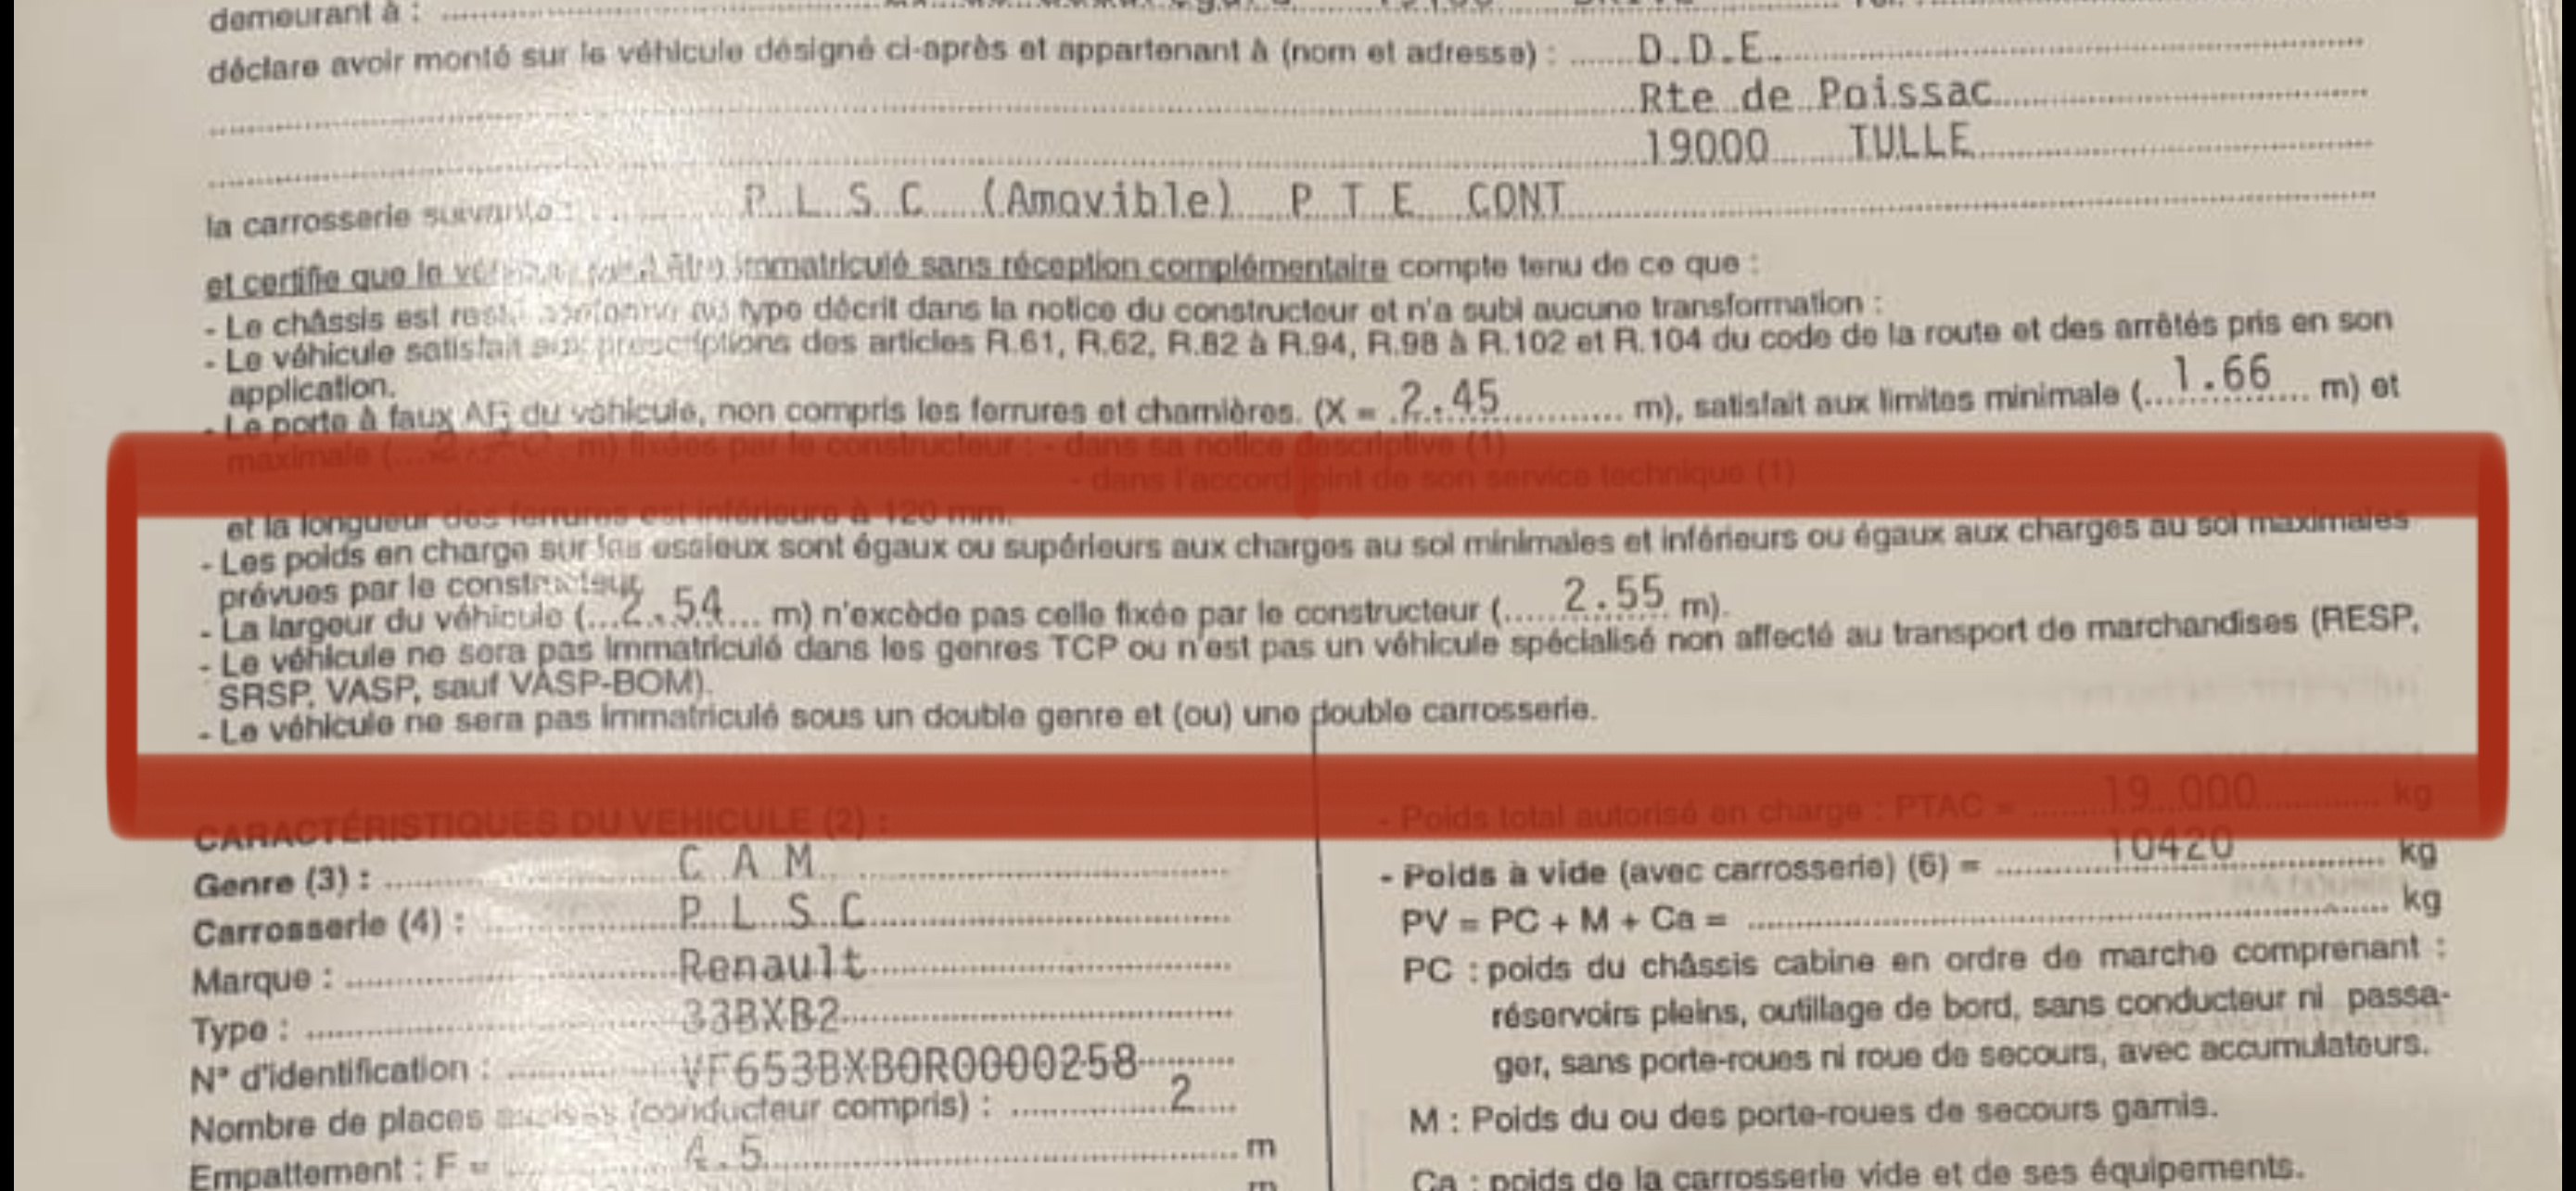 demeurant à :
déclare avoir monté sur le véhicule désigné ci-après et appartenant à (nom et adresse) : D.D.E.
Rte de Poissac
19000 TULLE
la carrosserie suivante : P L S C (Amovible) P T E CONT
et certifie que le être immatriculé sans réception complémentaire compte tenu de ce que :
- Le châssis est resté type décrit dans la notice du constructeur et n'a subi aucune transformation :
- Le véhicule satisfait aux prescriptions des articles R.61, R.62, R.82 à R.94, R.98 à R.102 et R.104 du code de la route et des arrêtés pris en son
application.
- Le porte à faux AR du véhicule, non compris les ferrures et charnières. (X = 2.45 m), satisfait aux limites minimale ( 1.66 m) et
maximale ( m) fixées par le constructeur : - dans sa notice descriptive (1)
- dans l'accord joint de son service technique (1)
et la longueur des ferrures est inférieure à 120 mm.
- Les poids en charge sur les essieux sont égaux ou supérieurs aux charges au sol minimales et inférieurs ou égaux aux charges au sol maximales
prévues par le constructeur.
- La largeur du véhicule (...2.54... m) n'excède pas celle fixée par le constructeur (..... 2.55 m).
- Le véhicule ne sera pas immatriculé dans les genres TCP ou n'est pas un véhicule spécialisé non affecté au transport de marchandises (RESP,
SRSP, VASP, sauf VASP-BOM).
- Le véhicule ne sera pas immatriculé sous un double genre et (ou) une double carrosserie.
CARACTÉRISTIQUES DU VEHICULE (2) :
Genre (3) : C A M
Carrosserie (4) : P L S C
Marque : Renault
Type : 33BXB2
N° d'identification : VF653BXB0R0000258
Nombre de places (conducteur compris) : 2
Empattement : F = 4.5 m
m
- Poids total autorisé en charge : PTAC = 19.000 kg
- Poids à vide (avec carrosserie) (6) = 10420 kg
PV = PC + M + Ca = kg
PC : poids du châssis cabine en ordre de marche comprenant :
réservoirs pleins, outillage de bord, sans conducteur ni passa-
ger, sans porte-roues ni roue de secours, avec accumulateurs.
M : Poids du ou des porte-roues de secours garnis.
Ca : poids de la carrosserie vide et de ses équipements.